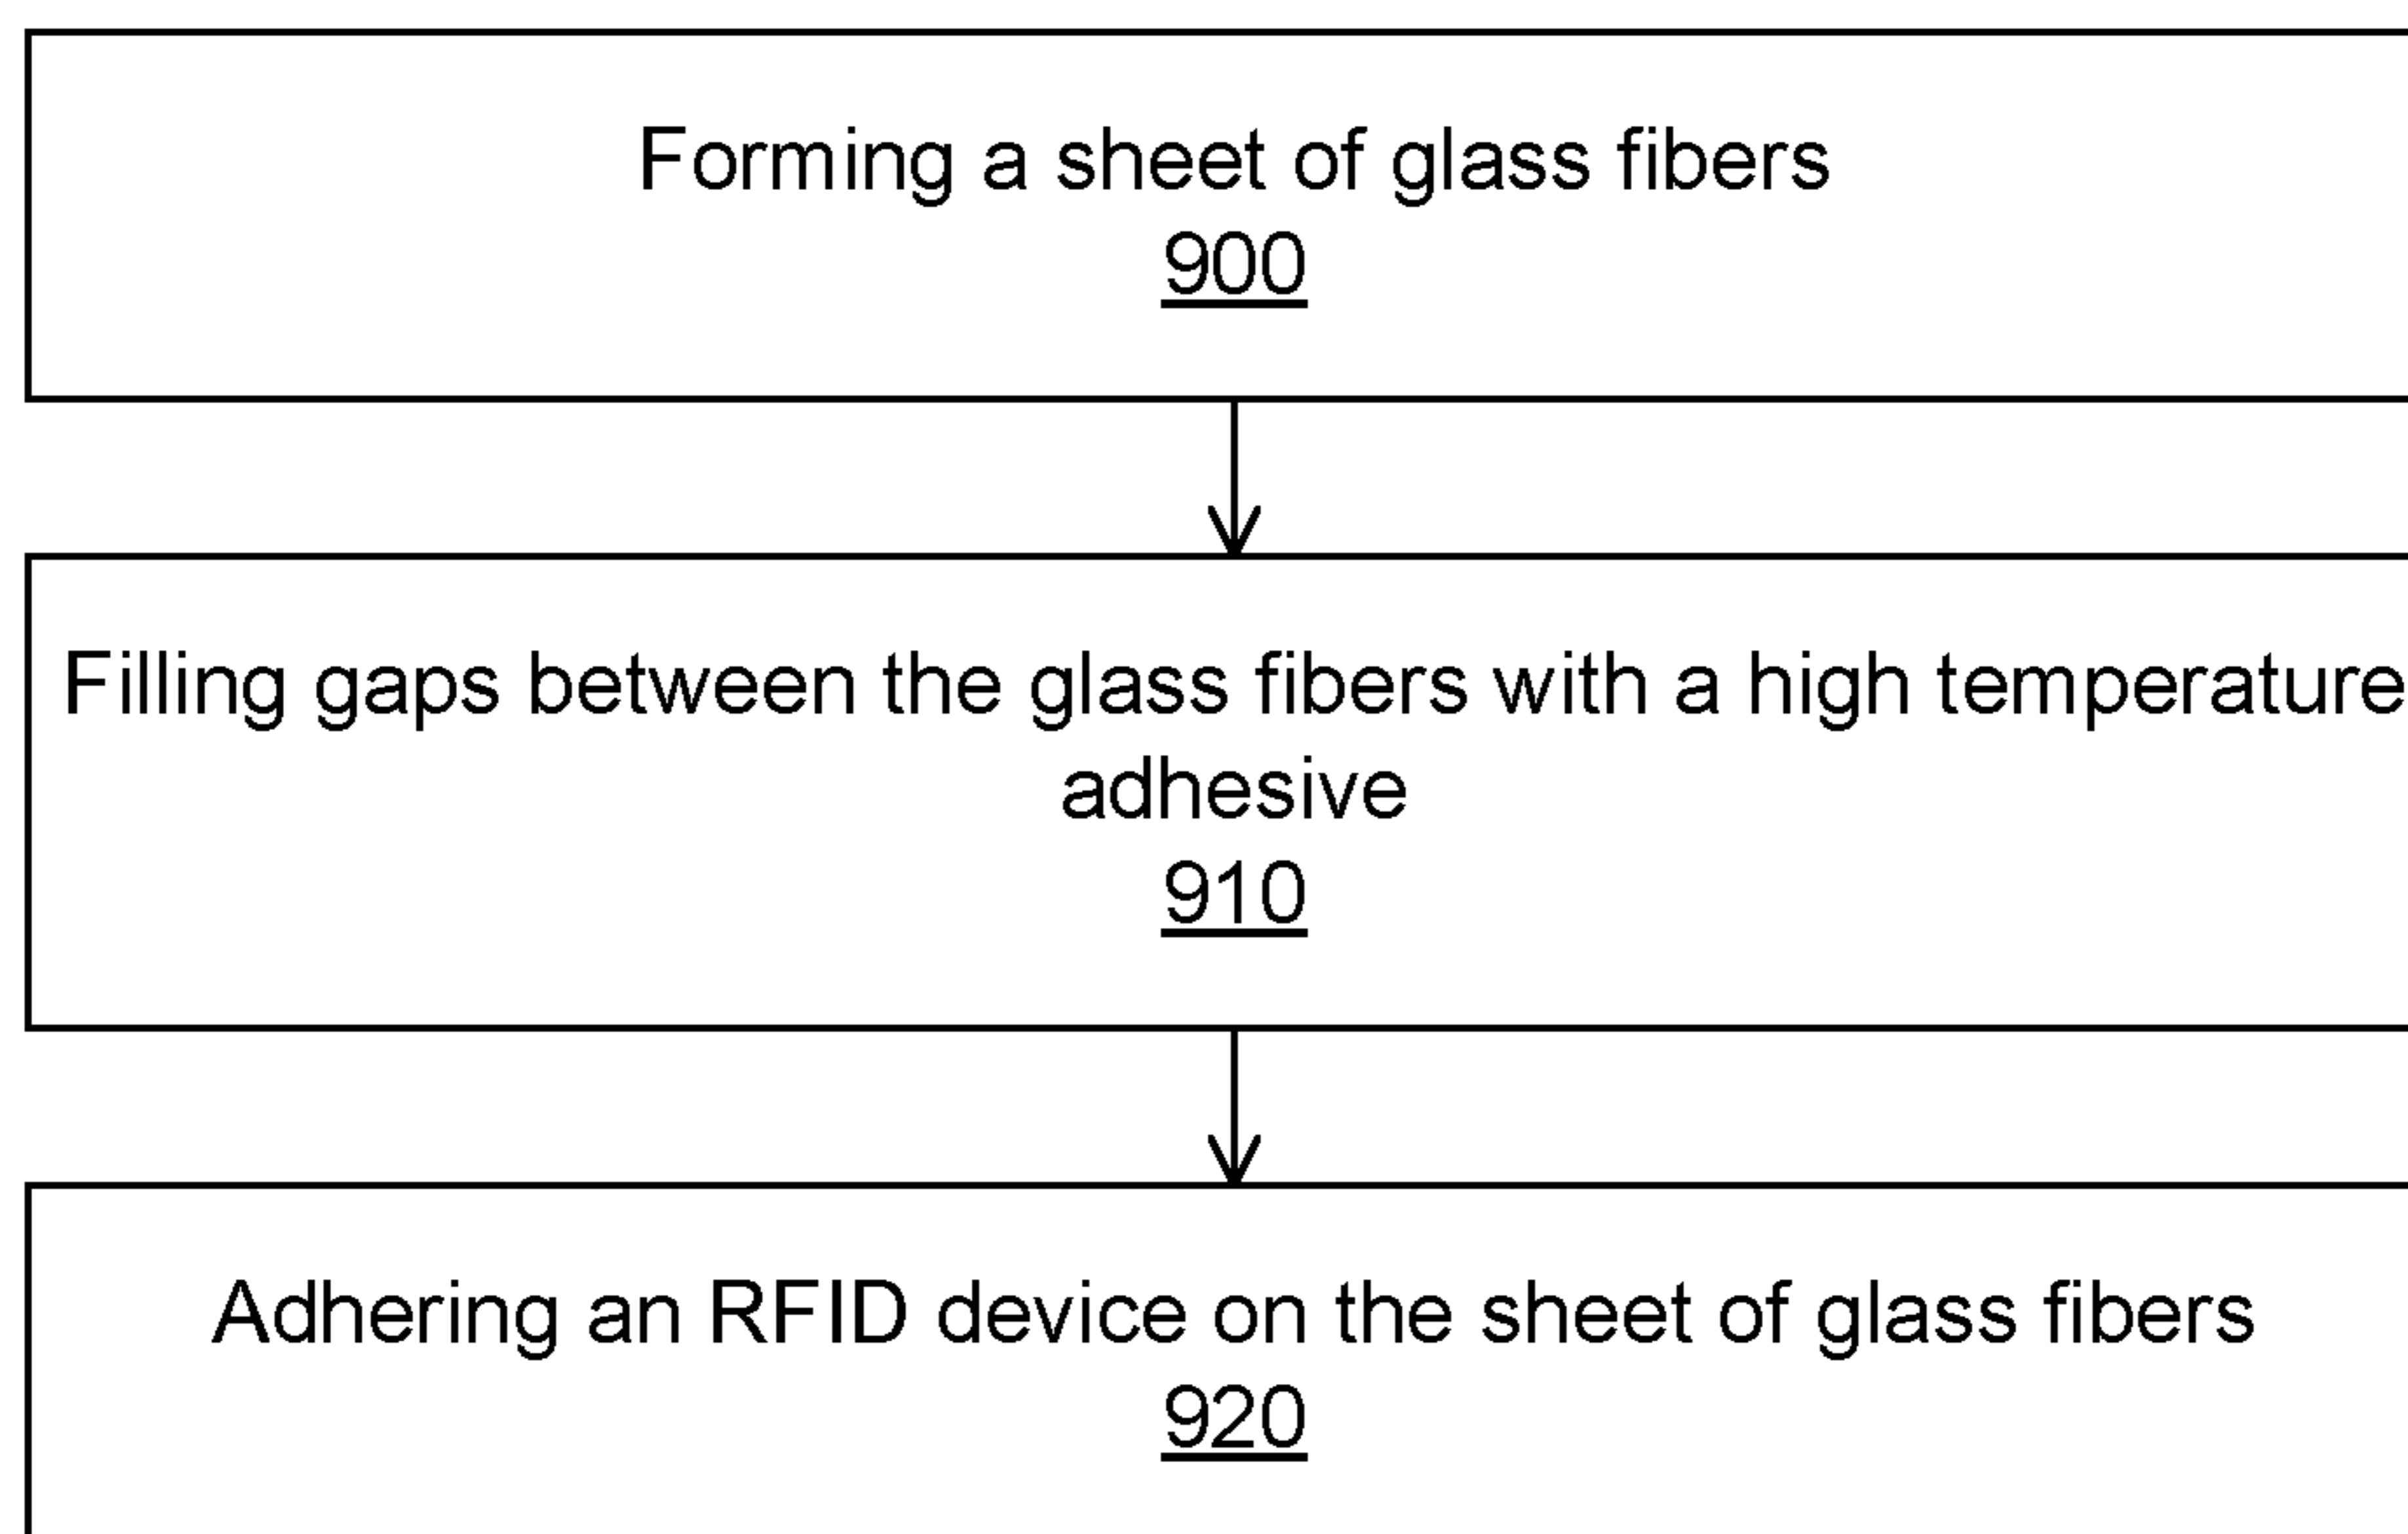 Forming a sheet of glass fibers
900
Filling gaps between the glass fibers with a high temperature
adhesive
910
Adhering an RFID device on the sheet of glass fibers
920